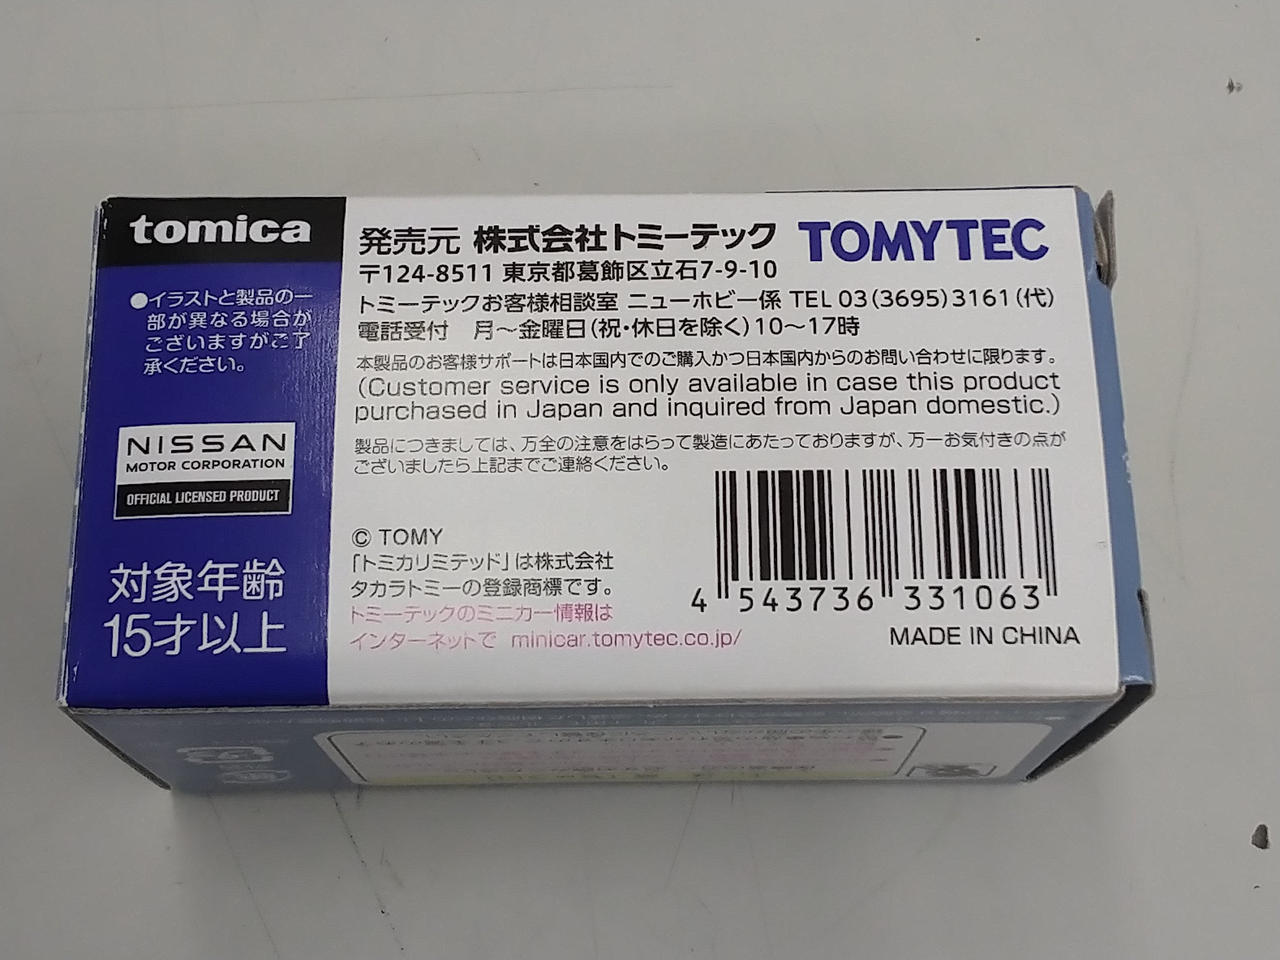 tomica
●イラストと製品の一
部が異なる場合が
ございますがご了
承ください。
NISSAN
MOTOR CORPORATION
OFFICIAL LICENSED PRODUCT
対象年齢
15才以上
発売元 株式会社トミーテック TOMYTEC
〒124-8511 東京都葛飾区立石7-9-10
トミーテックお客様相談室 ニューホビー係 TEL 03(3695)3161(代)
電話受付 月〜金曜日(祝・休日を除く)10〜17時
本製品のお客様サポートは日本国内でのご購入かつ日本国内からのお問い合わせに限ります。
(Customer service is only available in case this product
purchased in Japan and inquired from Japan domestic.)
製品につきましては、万全の注意をはらって製造にあたっておりますが、万一お気付きの点が
ございましたら上記までご連絡ください。
© TOMY
「トミカリミテッド」は株式会社
タカラトミーの登録商標です。
トミーテックのミニカー情報は
インターネットで minicar.tomytec.co.jp/
4 543736 331063
MADE IN CHINA